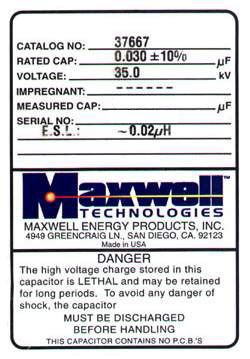 CATALOG NO: 37667
RATED CAP: 0.030 ±10% µF
VOLTAGE: 35.0 kV
IMPREGNANT: ------
MEASURED CAP: µF
SERIAL NO:
E.S.L: ~0.02µH
Maxwell
TECHNOLOGIES
MAXWELL ENERGY PRODUCTS, INC.
4949 GREENCRAIG LN., SAN DIEGO, CA. 92123
Made in USA
DANGER
The high voltage charge stored in this
capacitor is LETHAL and may be retained
for long periods. To avoid any danger of
shock, the capacitor
MUST BE DISCHARGED
BEFORE HANDLING
THIS CAPACITOR CONTAINS NO P.C.B.'S